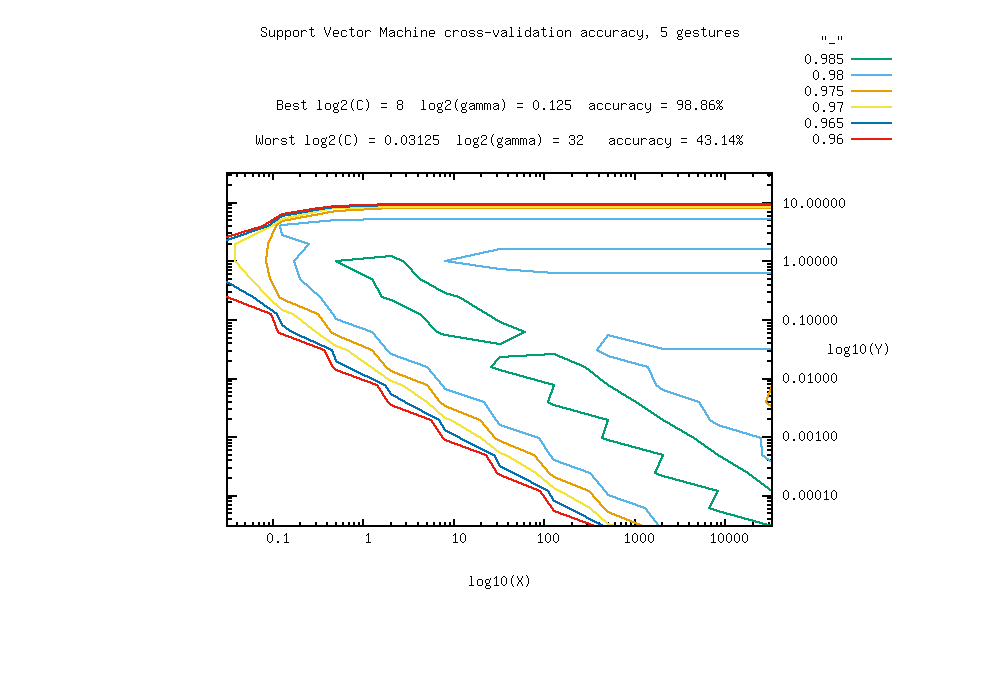 Support Vector Machine cross-validation accuracy, 5 gestures
"_"
0.985
0.98
0.975
0.97
0.965
0.96
Best log2(C) = 8  log2(gamma) = 0.125  accuracy = 98.86%
Worst log2(C) = 0.03125  log2(gamma) = 32   accuracy = 43.14%
10.00000
1.00000
0.10000
log10(Y)
0.01000
0.00100
0.00010
0.1 1 10 100 1000 10000
log10(X)